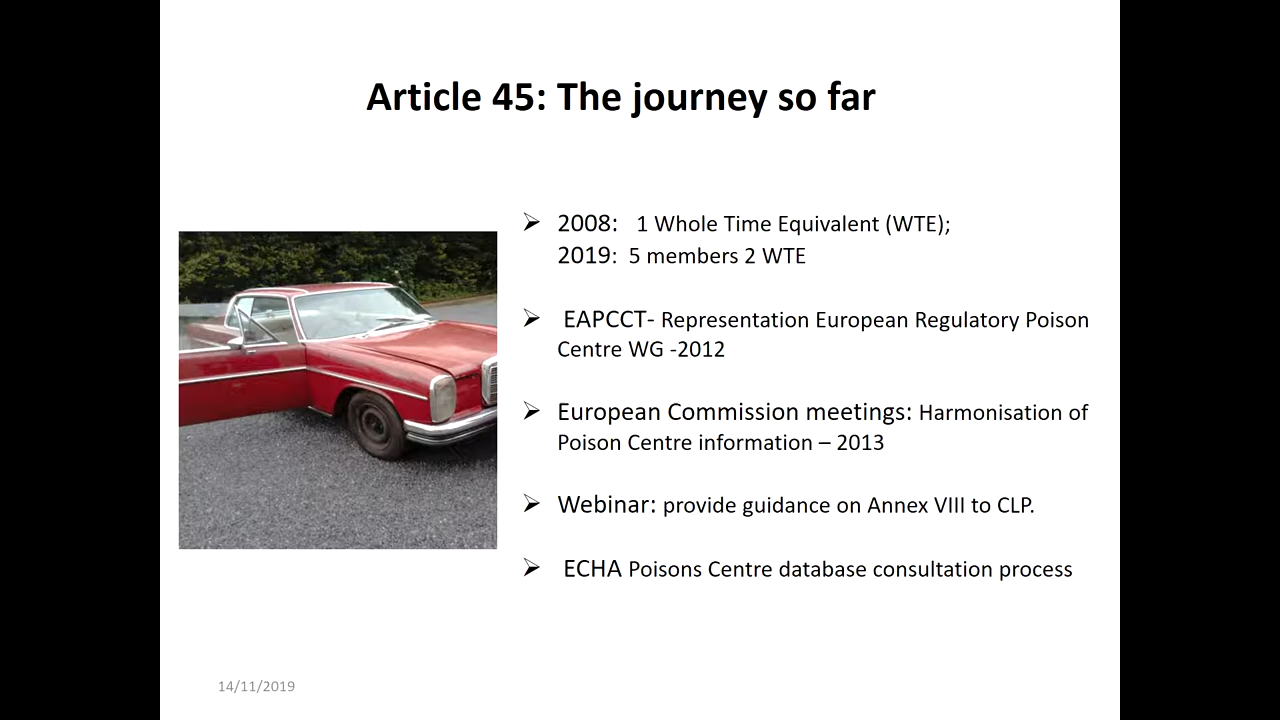 Article 45: The journey so far
➢ 2008: 1 Whole Time Equivalent (WTE);
2019: 5 members 2 WTE
➢ EAPCCT- Representation European Regulatory Poison
Centre WG -2012
➢ European Commission meetings: Harmonisation of
Poison Centre information – 2013
➢ Webinar: provide guidance on Annex VIII to CLP.
➢ ECHA Poisons Centre database consultation process
14/11/2019